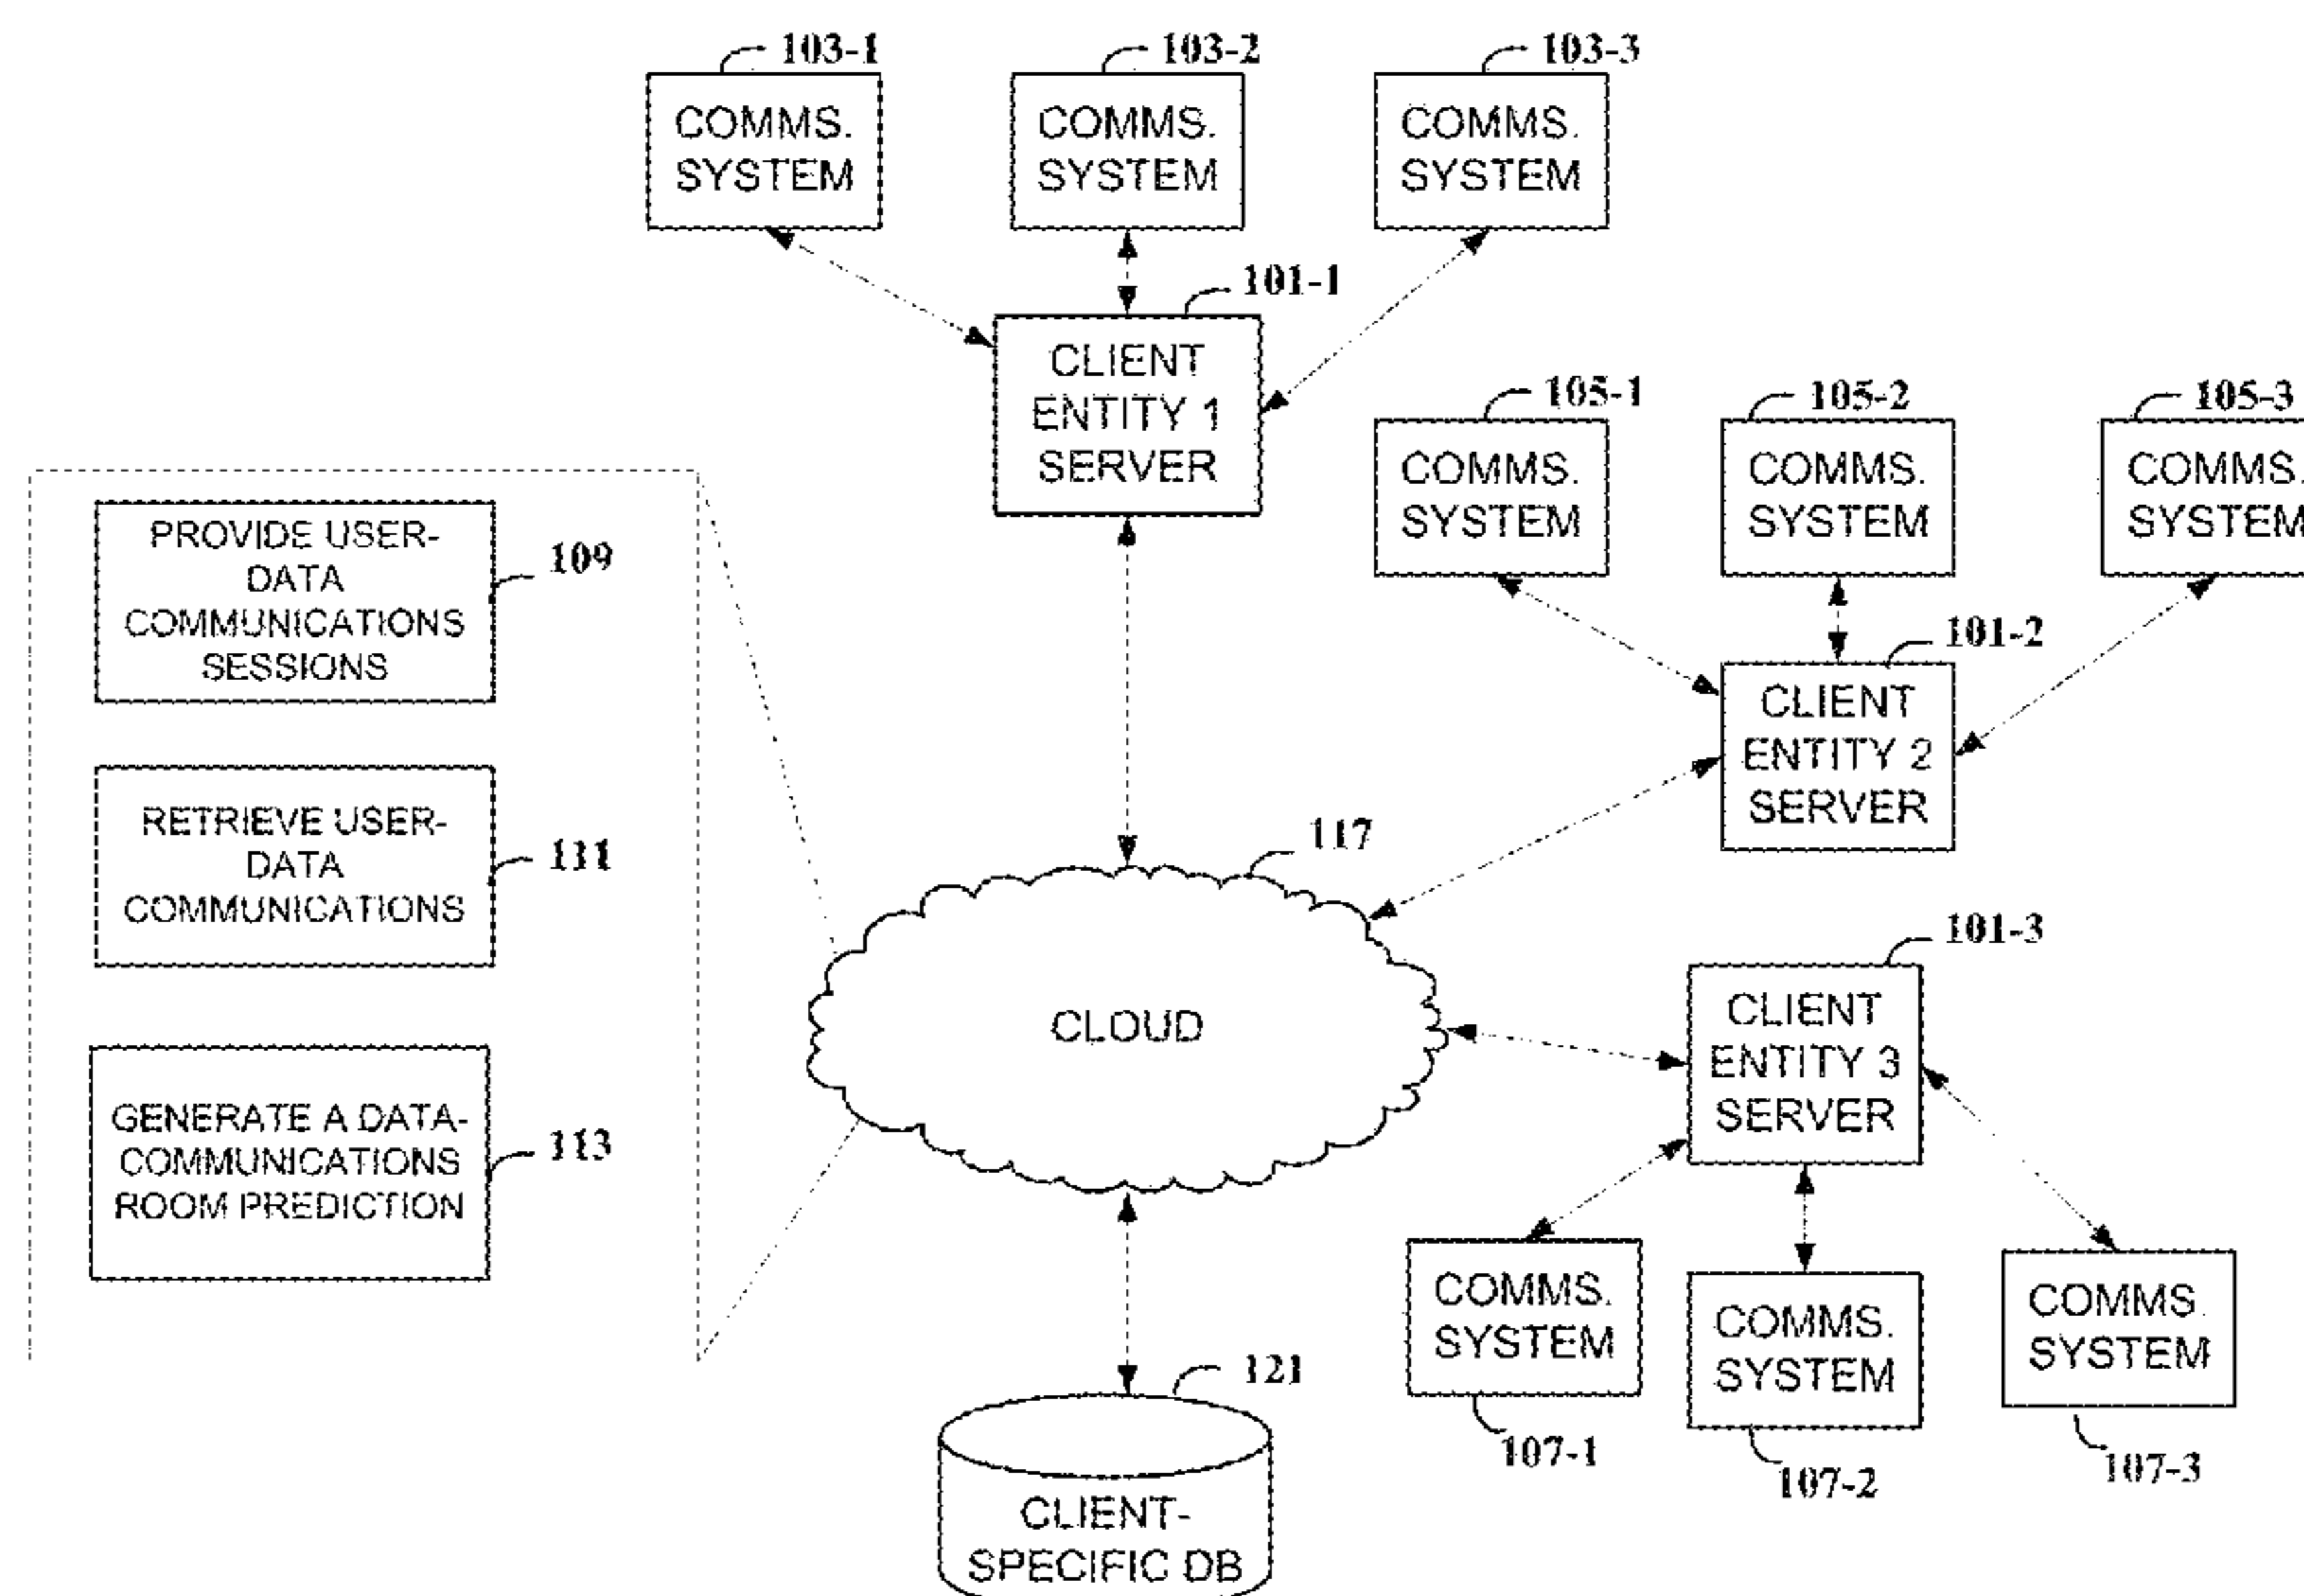 103-1
103-2
103-3
COMMS.
SYSTEM
COMMS.
SYSTEM
COMMS.
SYSTEM
101-1
CLIENT
ENTITY 1
SERVER
105-1
105-2
105-3
COMMS.
SYSTEM
COMMS.
SYSTEM
COMMS.
SYSTEM
101-2
CLIENT
ENTITY 2
SERVER
PROVIDE USER-
DATA
COMMUNICATIONS
SESSIONS
109
RETRIEVE USER-
DATA
COMMUNICATIONS
111
GENERATE A DATA-
COMMUNICATIONS
ROOM PREDICTION
113
117
CLOUD
101-3
CLIENT
ENTITY 3
SERVER
COMMS.
SYSTEM
107-1
COMMS.
SYSTEM
107-2
COMMS.
SYSTEM
107-3
121
CLIENT-
SPECIFIC DB